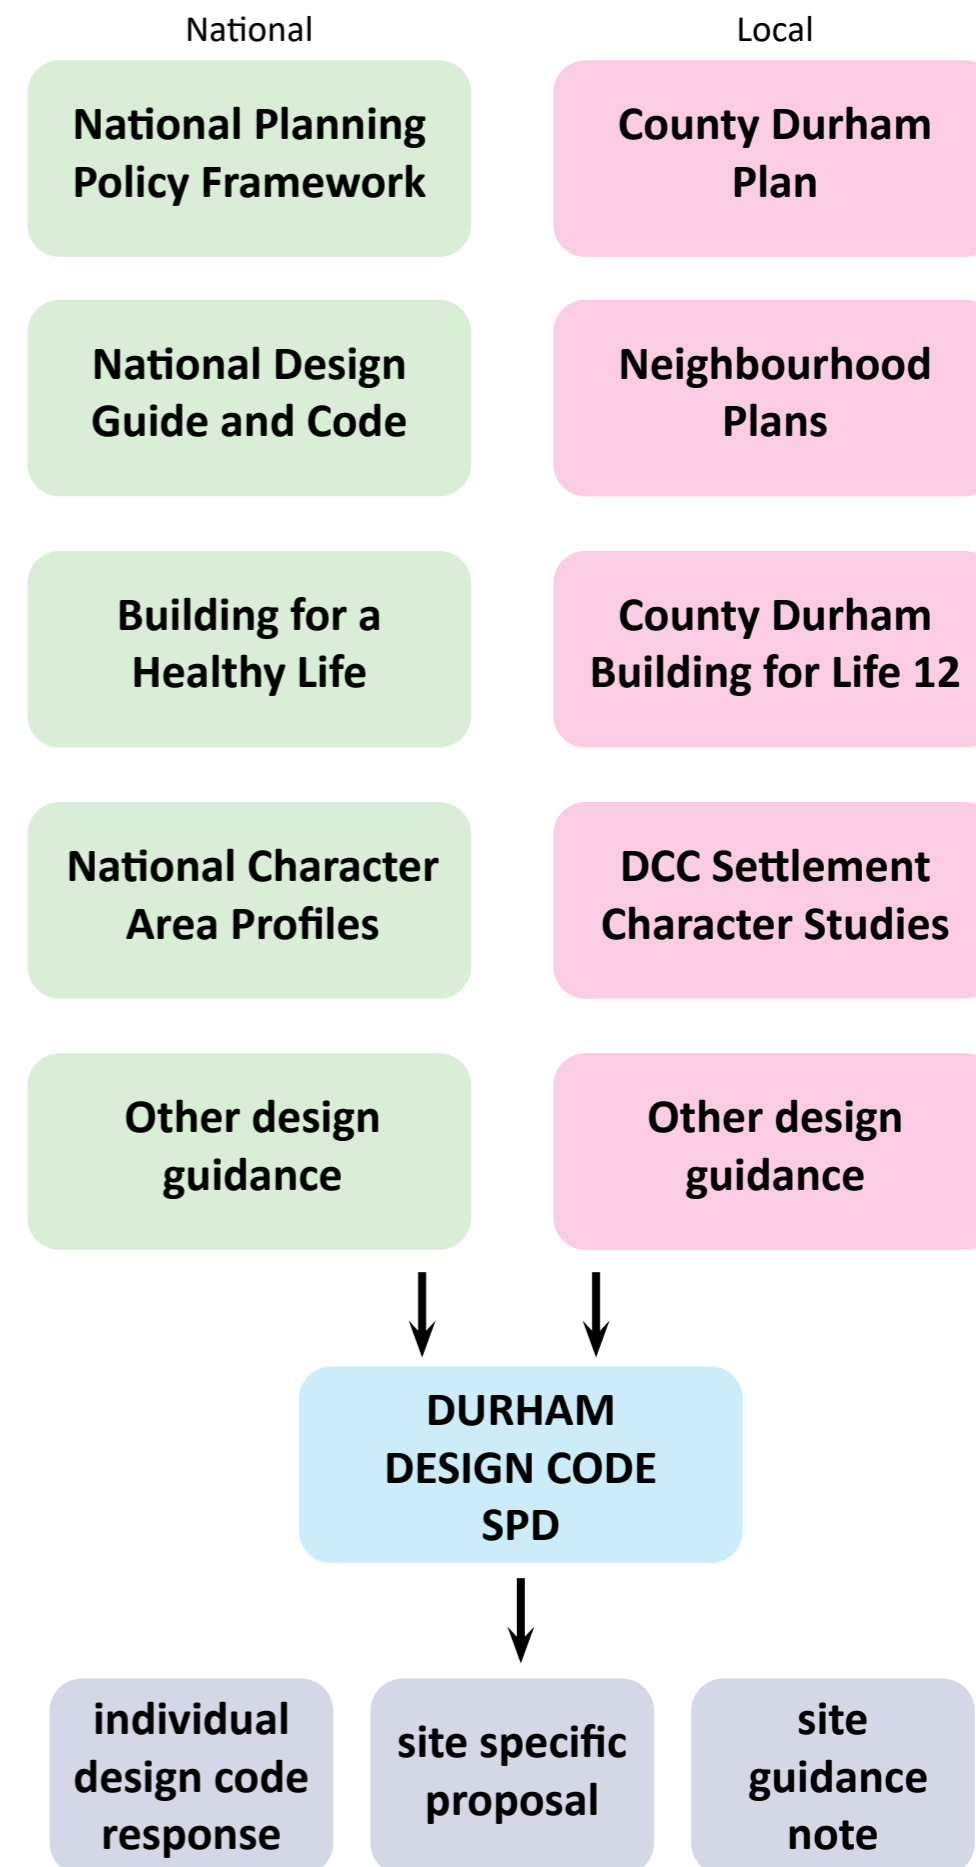 National
Local
National Planning
Policy Framework
County Durham
Plan
National Design
Guide and Code
Neighbourhood
Plans
Building for a
Healthy Life
County Durham
Building for Life 12
National Character
Area Profiles
DCC Settlement
Character Studies
Other design
guidance
Other design
guidance
DURHAM
DESIGN CODE
SPD
individual
design code
response
site specific
proposal
site
guidance
note